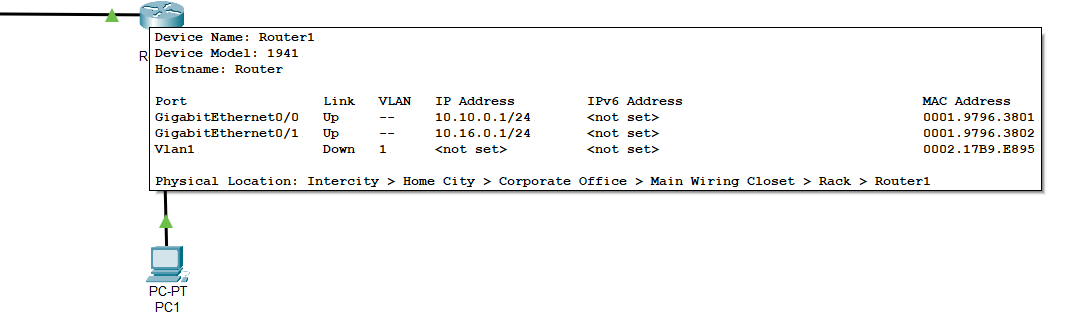 R
Device Name: Router1
Device Model: 1941
Hostname: Router
Port Link VLAN IP Address IPv6 Address MAC Address
GigabitEthernet0/0 Up -- 10.10.0.1/24 <not set> 0001.9796.3801
GigabitEthernet0/1 Up -- 10.16.0.1/24 <not set> 0001.9796.3802
Vlan1 Down 1 <not set> <not set> 0002.17B9.E895
Physical Location: Intercity > Home City > Corporate Office > Main Wiring Closet > Rack > Router1
PC-PT
PC1